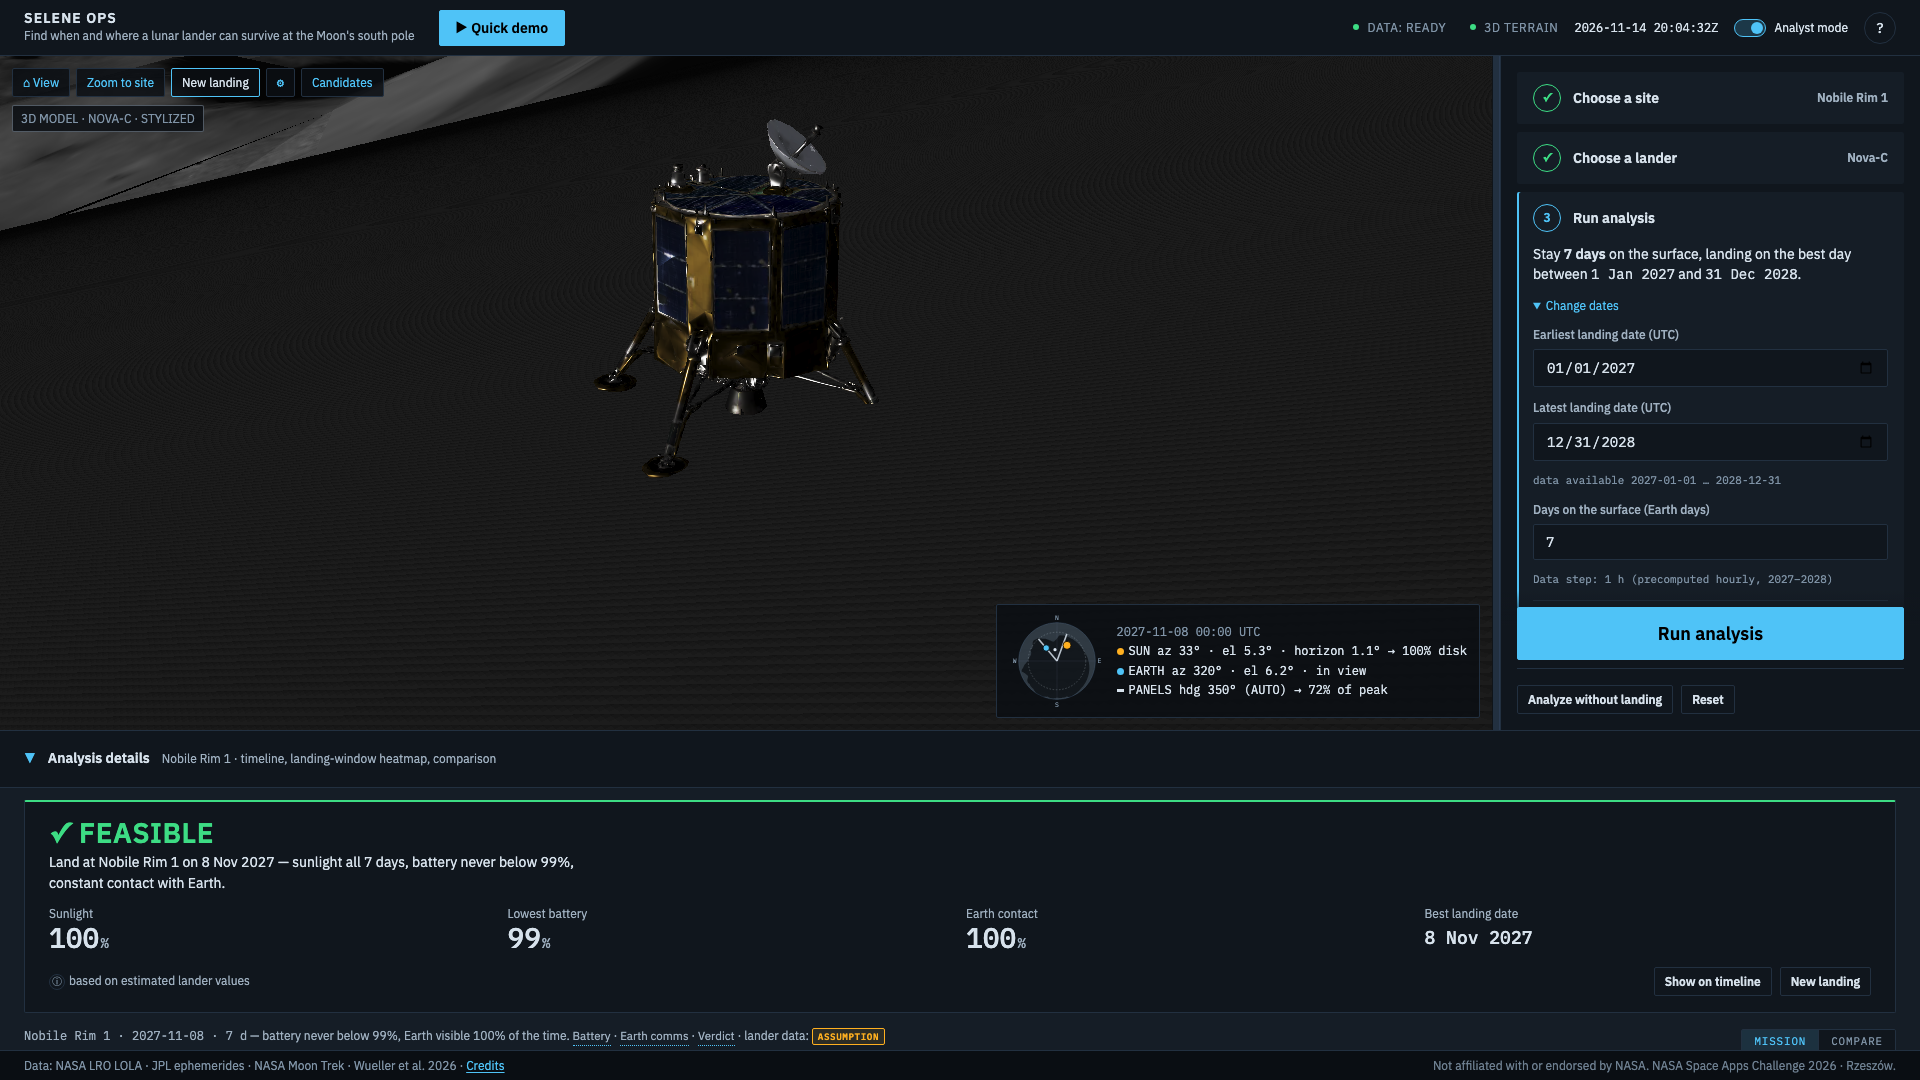 SELENE OPS
Find when and where a lunar lander can survive at the Moon's south pole
▶ Quick demo
DATA: READY
3D TERRAIN
2026-11-14 20:04:32Z
Analyst mode
?
⌂ View
Zoom to site
New landing
⚙
Candidates
3D MODEL · NOVA-C · STYLIZED
N
W
E
S
2027-11-08 00:00 UTC
SUN az 33° · el 5.3° · horizon 1.1° → 100% disk
EARTH az 320° · el 6.2° · in view
PANELS hdg 350° (AUTO) → 72% of peak
✓ Choose a site
Nobile Rim 1
✓ Choose a lander
Nova-C
3 Run analysis
Stay 7 days on the surface, landing on the best day
between 1 Jan 2027 and 31 Dec 2028.
▼ Change dates
Earliest landing date (UTC)
01/01/2027
Latest landing date (UTC)
12/31/2028
data available 2027-01-01 … 2028-12-31
Days on the surface (Earth days)
7
Data step: 1 h (precomputed hourly, 2027–2028)
Run analysis
Analyze without landing
Reset
▼ Analysis details
Nobile Rim 1 · timeline, landing-window heatmap, comparison
✓ FEASIBLE
Land at Nobile Rim 1 on 8 Nov 2027 — sunlight all 7 days, battery never below 99%,
constant contact with Earth.
Sunlight
100%
Lowest battery
99%
Earth contact
100%
Best landing date
8 Nov 2027
ⓘ based on estimated lander values
Show on timeline
New landing
Nobile Rim 1 · 2027-11-08 · 7 d — battery never below 99%, Earth visible 100% of the time. Battery · Earth comms · Verdict · lander data: ASSUMPTION
MISSION
COMPARE
Data: NASA LRO LOLA · JPL ephemerides · NASA Moon Trek · Wueller et al. 2026 · Credits
Not affiliated with or endorsed by NASA. NASA Space Apps Challenge 2026 · Rzeszów.